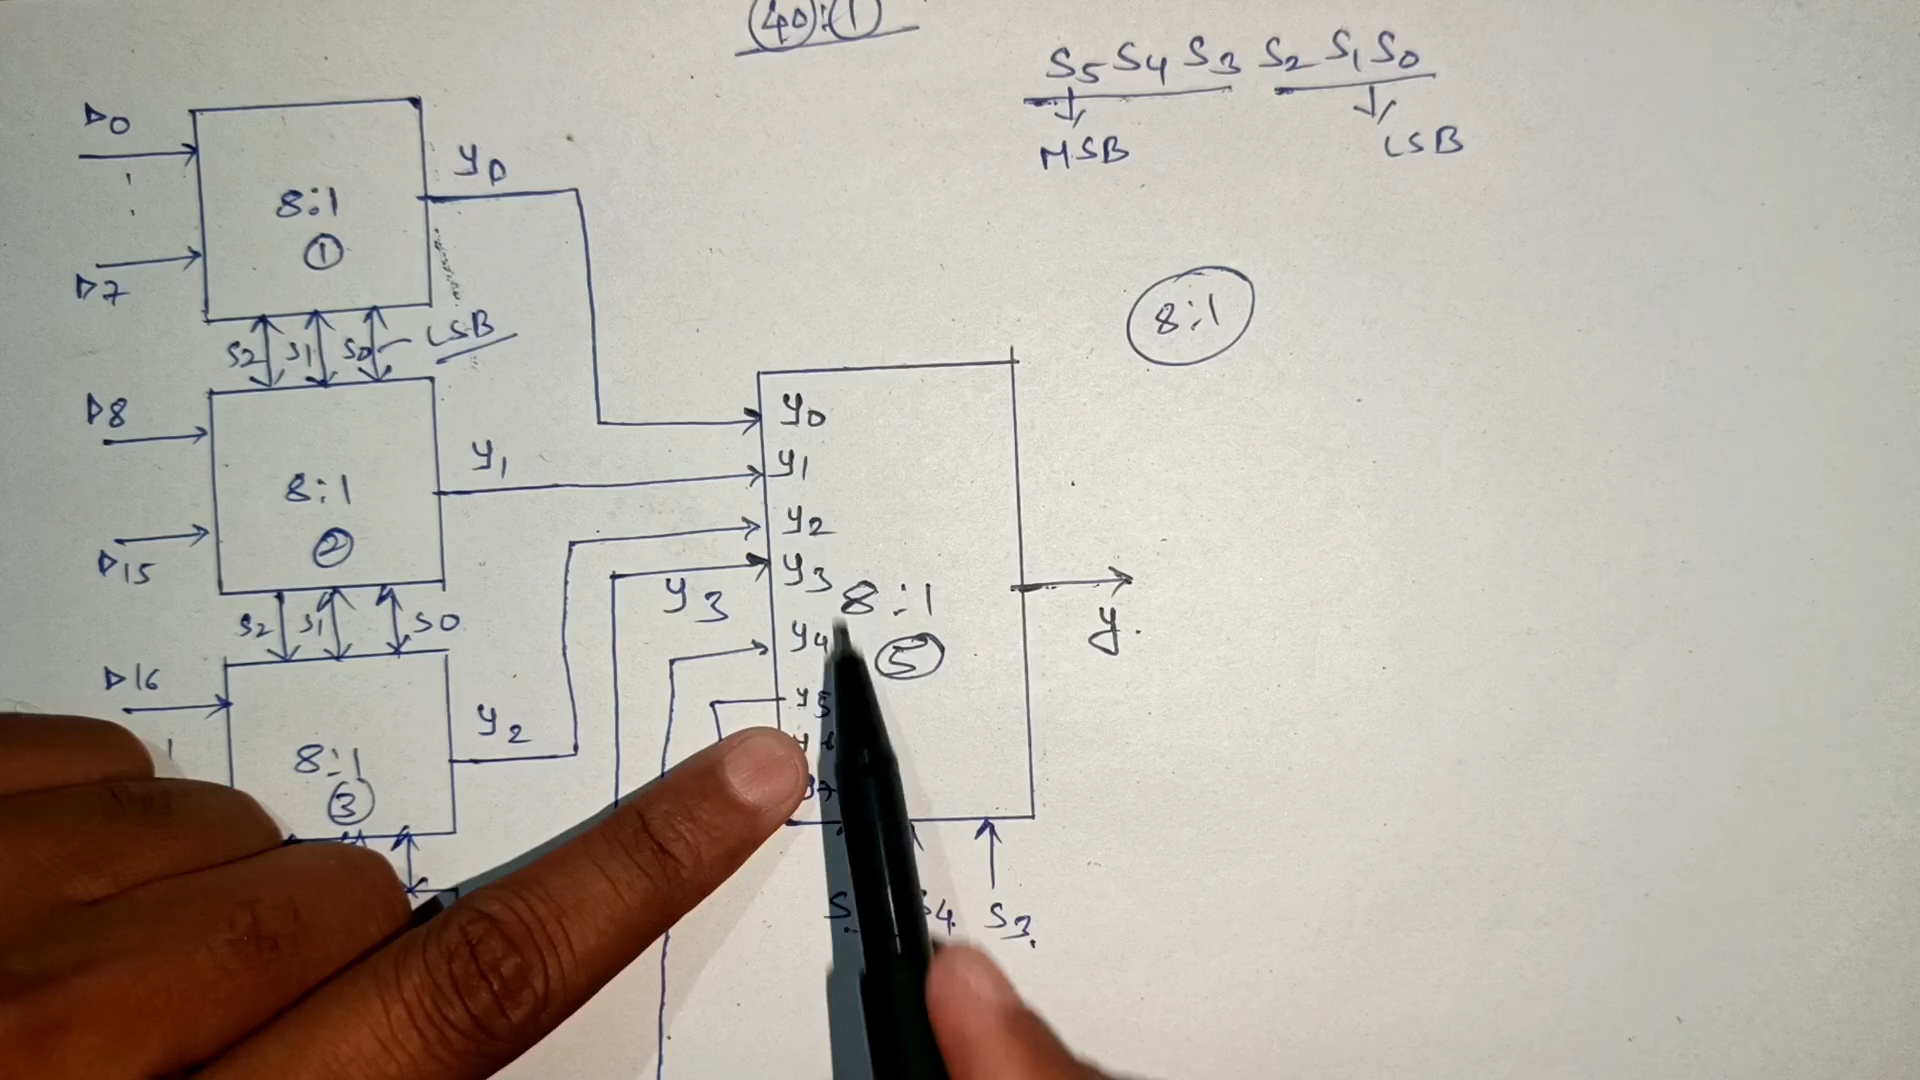 40:1
S5 S4 S3 S2 S1 S0
MSB
LSB
D0
D7
8:1
1
y0
S2 S1 S0
LSB
8:1
D8
D15
8:1
2
y1
S2 S1 S0
D16
8:1
3
y2
y3
y0
y1
y2
y3
y4
y5
8:1
5
y.
S4 S3